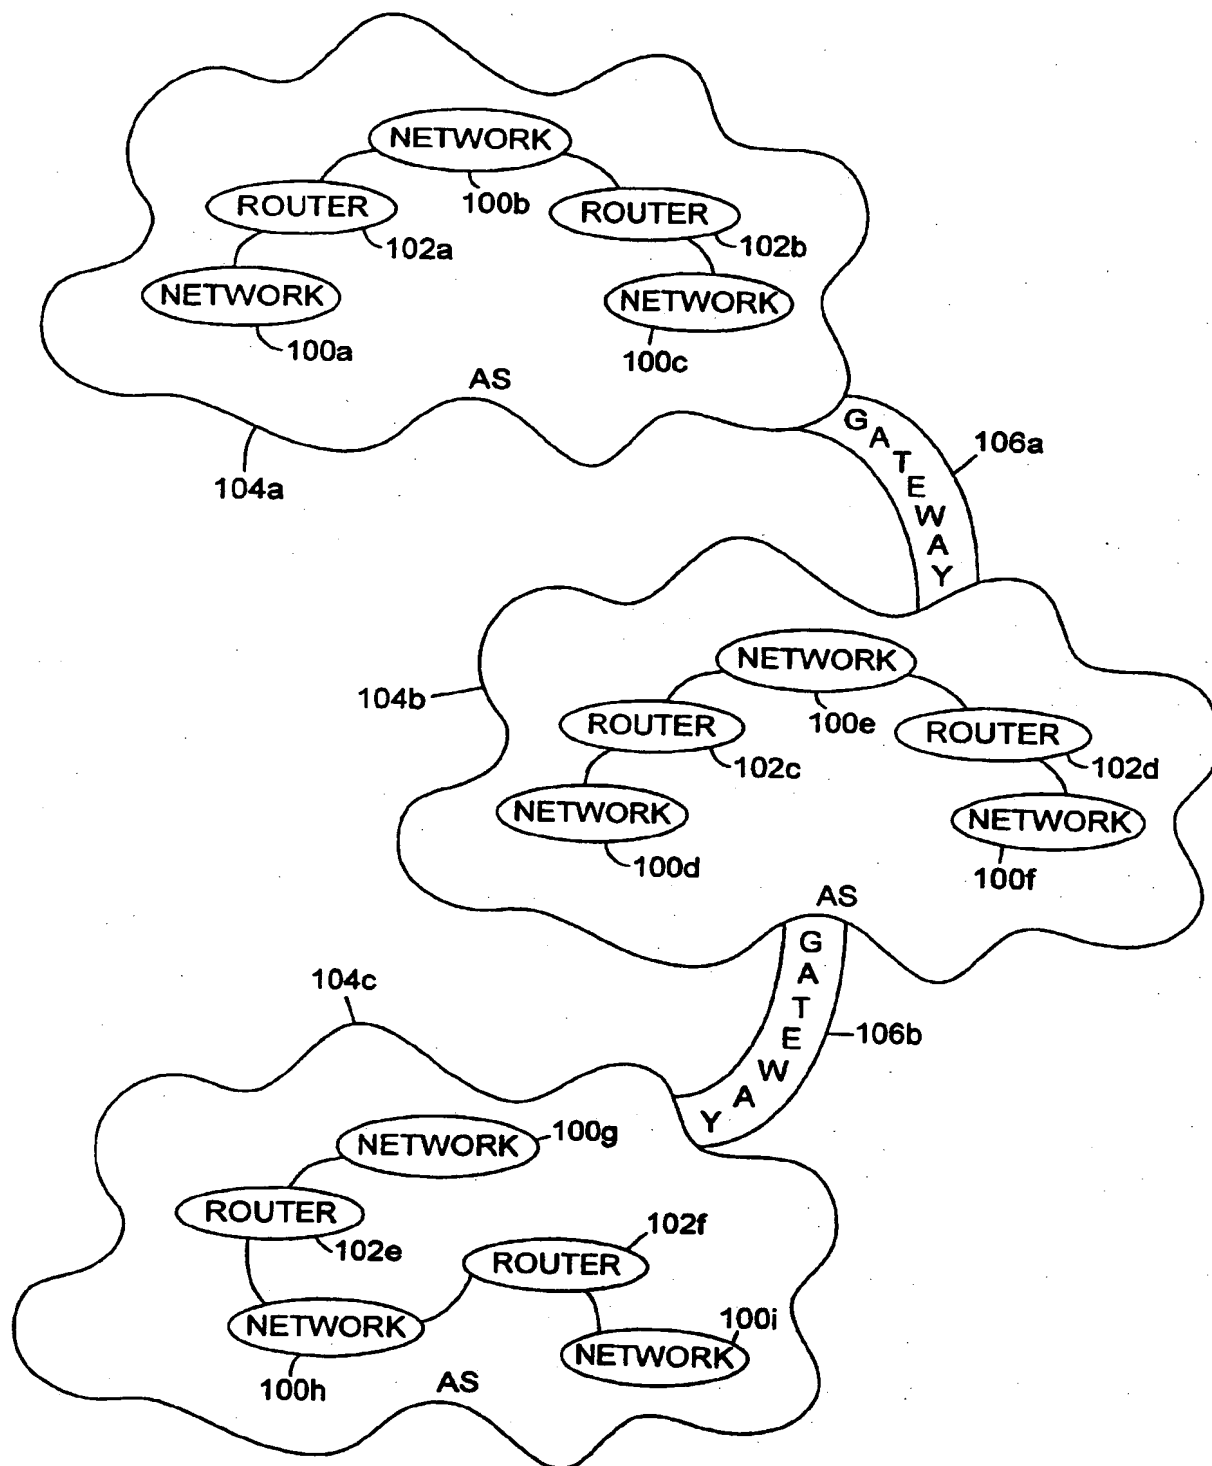 NETWORK
100b
ROUTER
102a
ROUTER
102b
NETWORK
100a
NETWORK
100c
AS
104a
GATEWAY
106a
104b
NETWORK
100e
ROUTER
102c
ROUTER
102d
NETWORK
100d
NETWORK
100f
AS
GATEWAY
106b
104c
NETWORK
100g
ROUTER
102e
ROUTER
102f
NETWORK
100h
NETWORK
100i
AS